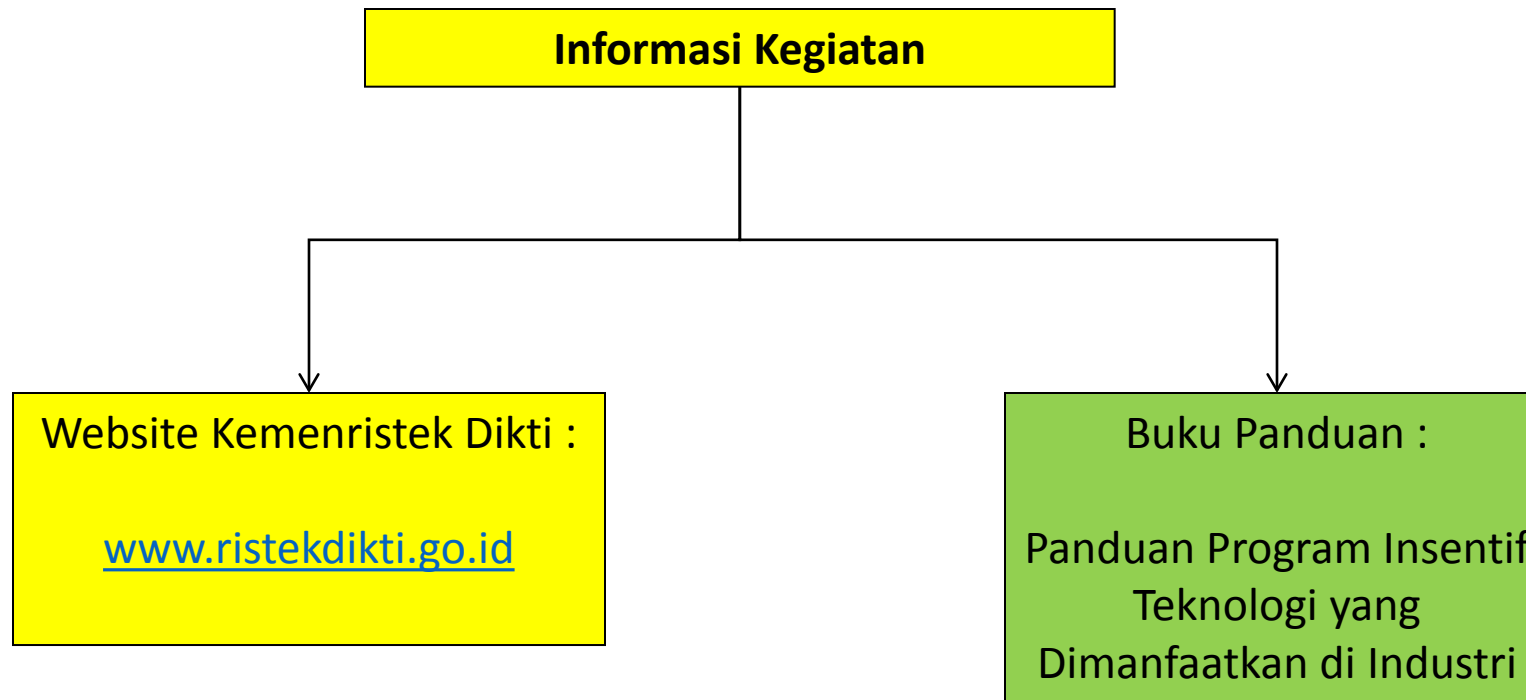 Informasi Kegiatan
Website Kemenristek Dikti :
www.ristekdikti.go.id
Buku Panduan :
Panduan Program Insentif
Teknologi yang
Dimanfaatkan di Industri